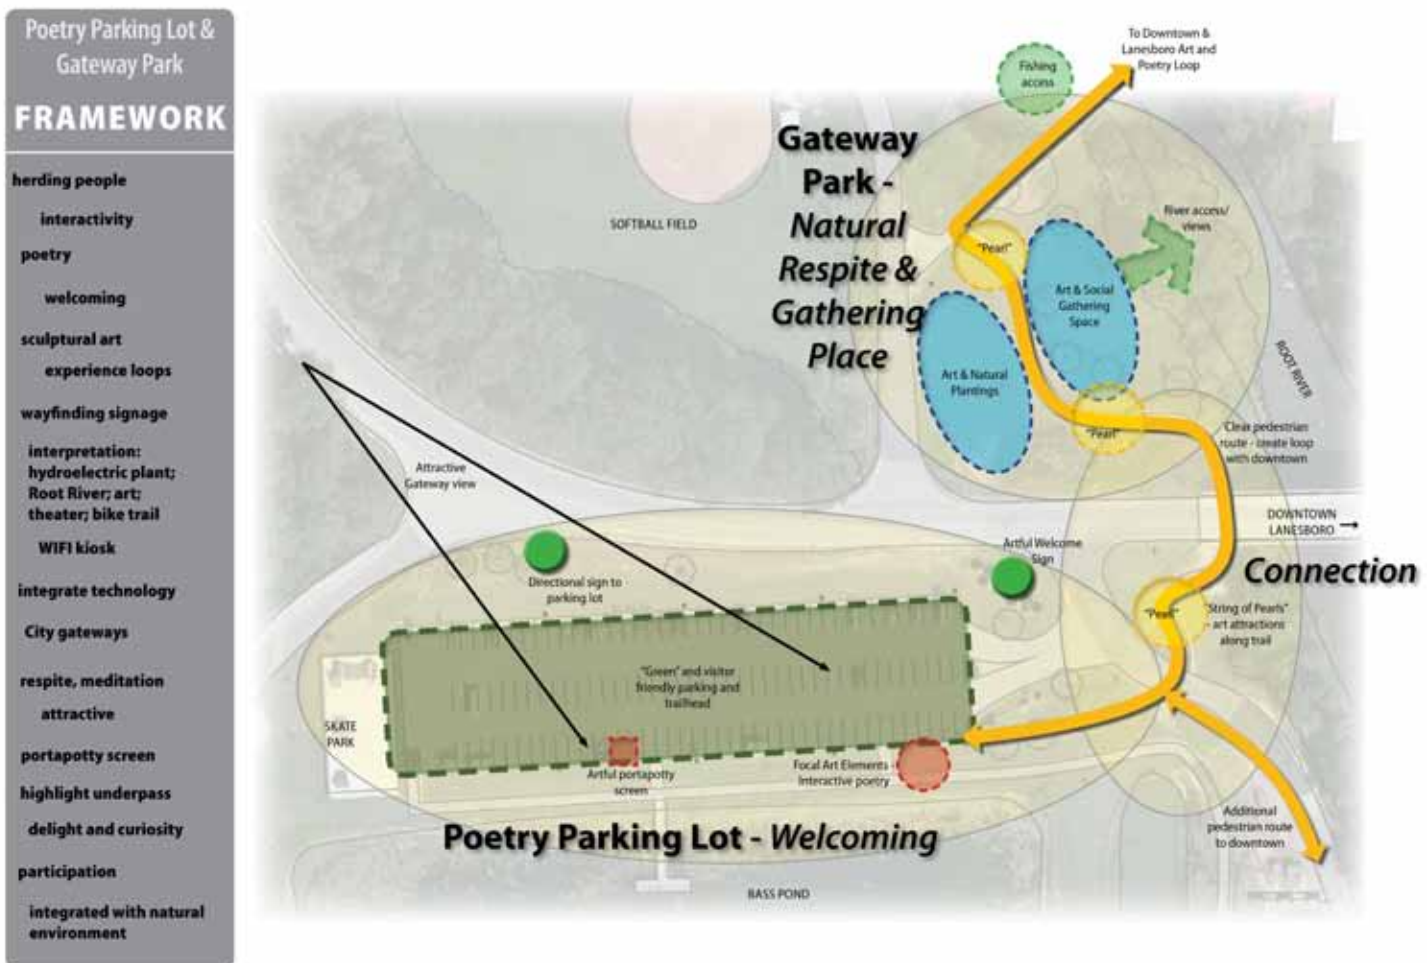 Poetry Parking Lot &
Gateway Park
FRAMEWORK
herding people
interactivity
poetry
welcoming
sculptural art
experience loops
wayfinding signage
interpretation:
hydroelectric plant;
Root River; art;
theater; bike trail
WIFI kiosk
integrate technology
City gateways
respite, meditation
attractive
portapotty screen
highlight underpass
delight and curiosity
participation
integrated with natural
environment
To Downtown &
Lanesboro Art and
Poetry Loop
Fishing
access
Gateway
Park -
Natural
Respite &
Gathering
Place
SOFTBALL FIELD
River access/
views
"Pearl"
Art & Social
Gathering
Space
Art & Natural
Plantings
ROOT RIVER
"Pearl"
Clear pedestrian
route - create loop
with downtown
Attractive
Gateway view
DOWNTOWN
LANESBORO →
Artful Welcome
Sign
Connection
Directional sign to
parking lot
"Pearl"
"String of Pearls"
- art attractions
along trail
"Green" and visitor
friendly parking and
trailhead
SKATE
PARK
Artful portapotty
screen
Focal Art Elements -
Interactive poetry
Additional
pedestrian route
to downtown
Poetry Parking Lot - Welcoming
BASS POND